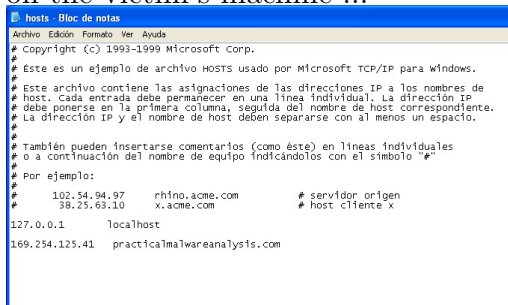 on the victim's machine ...
hosts - Bloc de notas
Archivo Edición Formato Ver Ayuda
# Copyright (c) 1993-1999 Microsoft Corp.
#
# Éste es un ejemplo de archivo HOSTS usado por Microsoft TCP/IP para Windows.
#
# Este archivo contiene las asignaciones de las direcciones IP a los nombres de
# host. Cada entrada debe permanecer en una línea individual. La dirección IP
# debe ponerse en la primera columna, seguida del nombre de host correspondiente.
# La dirección IP y el nombre de host deben separarse con al menos un espacio.
#
#
# También pueden insertarse comentarios (como éste) en líneas individuales
# o a continuación del nombre de equipo indicándolos con el símbolo "#"
#
# Por ejemplo:
#
# 102.54.94.97 rhino.acme.com # servidor origen
# 38.25.63.10 x.acme.com # host cliente x
127.0.0.1 localhost
169.254.125.41 practicalmalwareanalysis.com